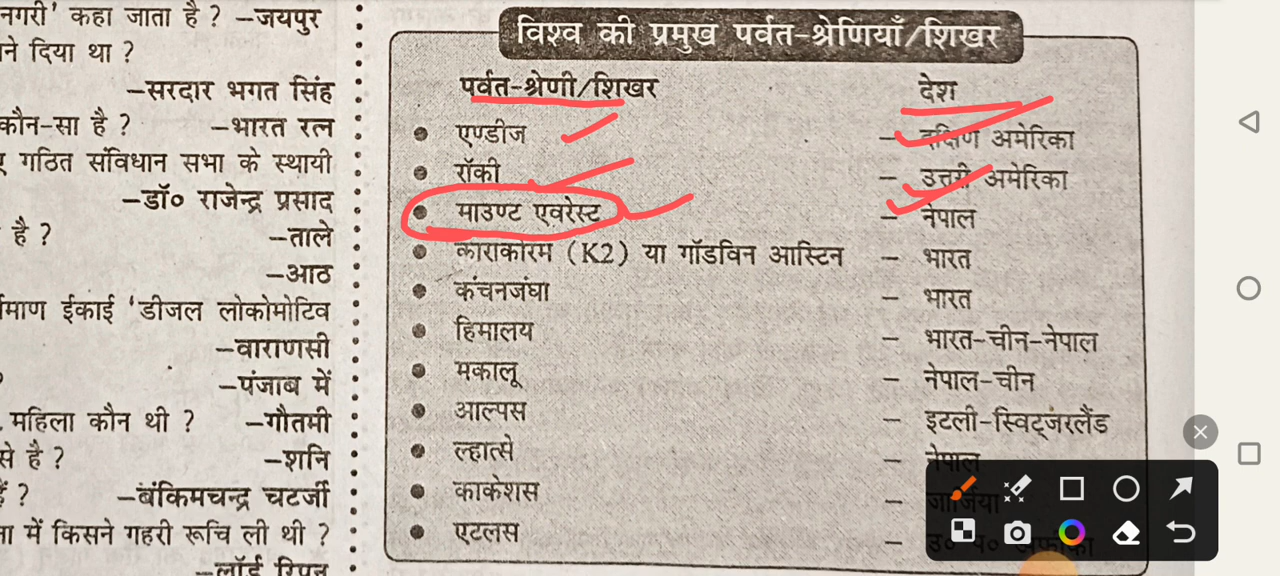 नगरी' कहा जाता है ? –जयपुर
ने दिया था ?
–सरदार भगत सिंह
कौन-सा है ? –भारत रत्न
गठित संविधान सभा के स्थायी
–डॉ० राजेन्द्र प्रसाद
है ? –ताले
–आठ
र्माण ईकाई 'डीजल लोकोमोटिव
–वाराणसी
? –पंजाब में
महिला कौन थी ? –गौतमी
से है ? –शनि
? –बंकिमचन्द्र चटर्जी
में किसने गहरी रूचि ली थी ?
–लॉर्ड रिपन
विश्व की प्रमुख पर्वत-श्रेणियाँ/शिखर
पर्वत-श्रेणी/शिखर देश
• एण्डीज – दक्षिण अमेरिका
• रॉकी – उत्तरी अमेरिका
• माउण्ट एवरेस्ट – नेपाल
• काराकोरम (K2) या गॉडविन आस्टिन – भारत
• कंचनजंघा – भारत
• हिमालय – भारत-चीन-नेपाल
• मकालू – नेपाल-चीन
• आल्पस – इटली-स्विट्जरलैंड
• ल्हात्से – नेपाल
• काकेशस – जार्जिया
• एटलस – उ० प० अफ्रीका